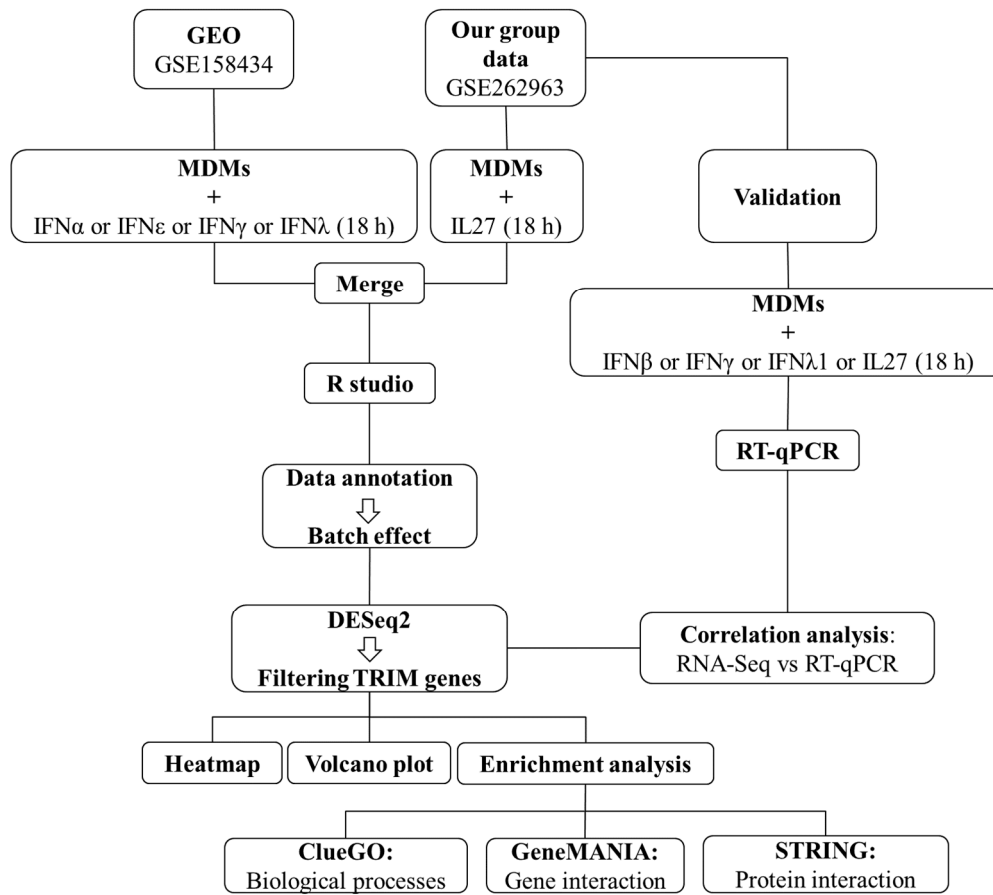 GEO
GSE158434
Our group
data
GSE262963
MDMs
+
IFNα or IFNε or IFNγ or IFNλ (18 h)
MDMs
+
IL27 (18 h)
Validation
Merge
MDMs
+
IFNβ or IFNγ or IFNλ1 or IL27 (18 h)
R studio
RT-qPCR
Data annotation
Batch effect
DESeq2
Filtering TRIM genes
Correlation analysis:
RNA-Seq vs RT-qPCR
Heatmap
Volcano plot
Enrichment analysis
ClueGO:
Biological processes
GeneMANIA:
Gene interaction
STRING:
Protein interaction